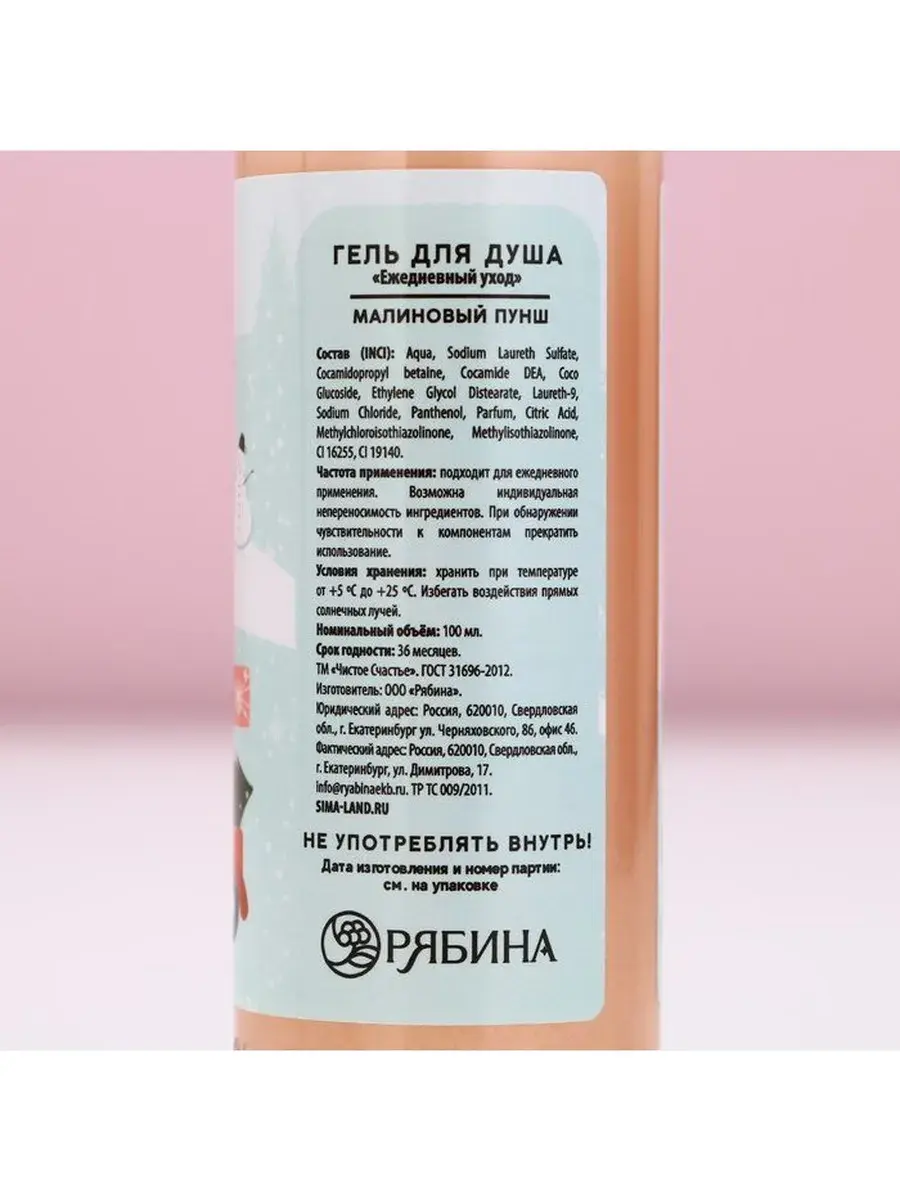 ГЕЛЬ ДЛЯ ДУША
«Ежедневный уход»
МАЛИНОВЫЙ ПУНШ
Состав (INCI): Aqua, Sodium Laureth Sulfate,
Cocamidopropyl betaine, Cocamide DEA, Coco
Glucoside, Ethylene Glycol Distearate, Laureth-9,
Sodium Chloride, Panthenol, Parfum, Citric Acid,
Methylchloroisothiazolinone, Methylisothiazolinone,
CI 16255, CI 19140.
Частота применения: подходит для ежедневного
применения. Возможна индивидуальная
непереносимость ингредиентов. При обнаружении
чувствительности к компонентам прекратить
использование.
Условия хранения: хранить при температуре
от +5 ºC до +25 ºC. Избегать воздействия прямых
солнечных лучей.
Номинальный объём: 100 мл.
Срок годности: 36 месяцев.
ТМ «Чистое Счастье». ГОСТ 31696-2012.
Изготовитель: ООО «Рябина».
Юридический адрес: Россия, 620010, Свердловская
обл., г. Екатеринбург ул. Черняховского, 86, офис 46.
Фактический адрес: Россия, 620010, Свердловская обл.,
г. Екатеринбург, ул. Димитрова, 17.
info@ryabinaekb.ru. ТР ТС 009/2011.
SIMA-LAND.RU
НЕ УПОТРЕБЛЯТЬ ВНУТРЬ!
Дата изготовления и номер партии:
см. на упаковке
РЯБИНА